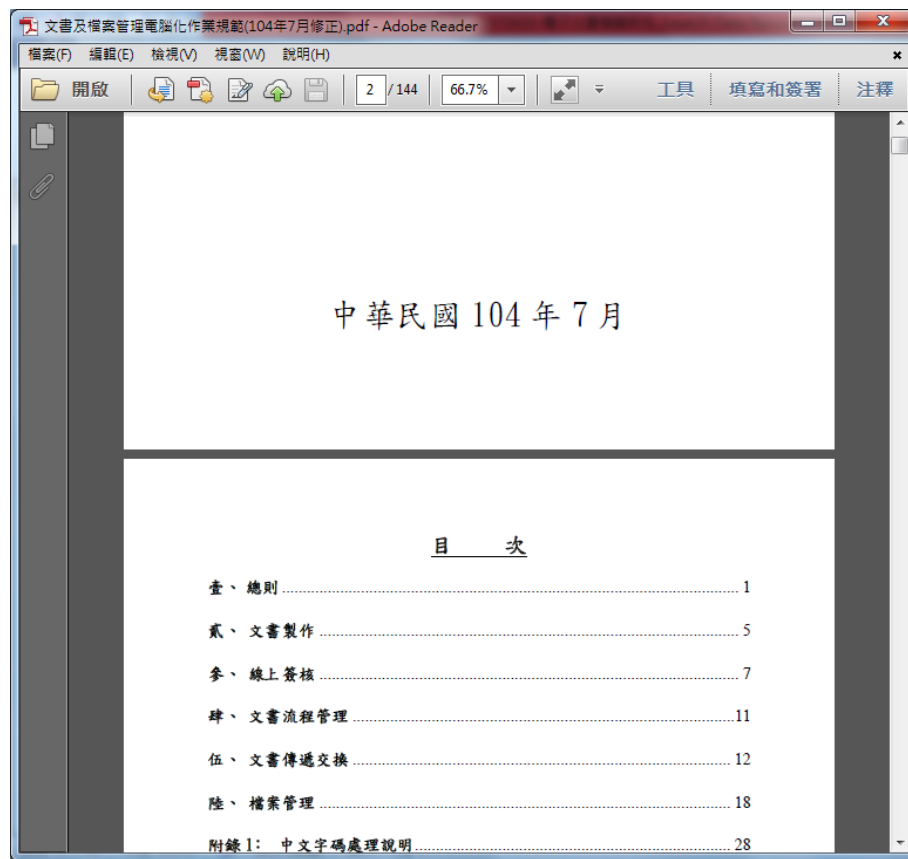 文書及檔案管理電腦化作業規範(104年7月修正).pdf - Adobe Reader
檔案(F) 編輯(E) 檢視(V) 視窗(W) 說明(H)
開啟 2 / 144 66.7% 工具 填寫和簽署 注釋
中華民國 104 年 7 月
目 次
壹、 總則 1
貳、 文書製作 5
參、 線上簽核 7
肆、 文書流程管理 11
伍、 文書傳遞交換 12
陸、 檔案管理 18
附錄 1: 中文字碼處理說明 28